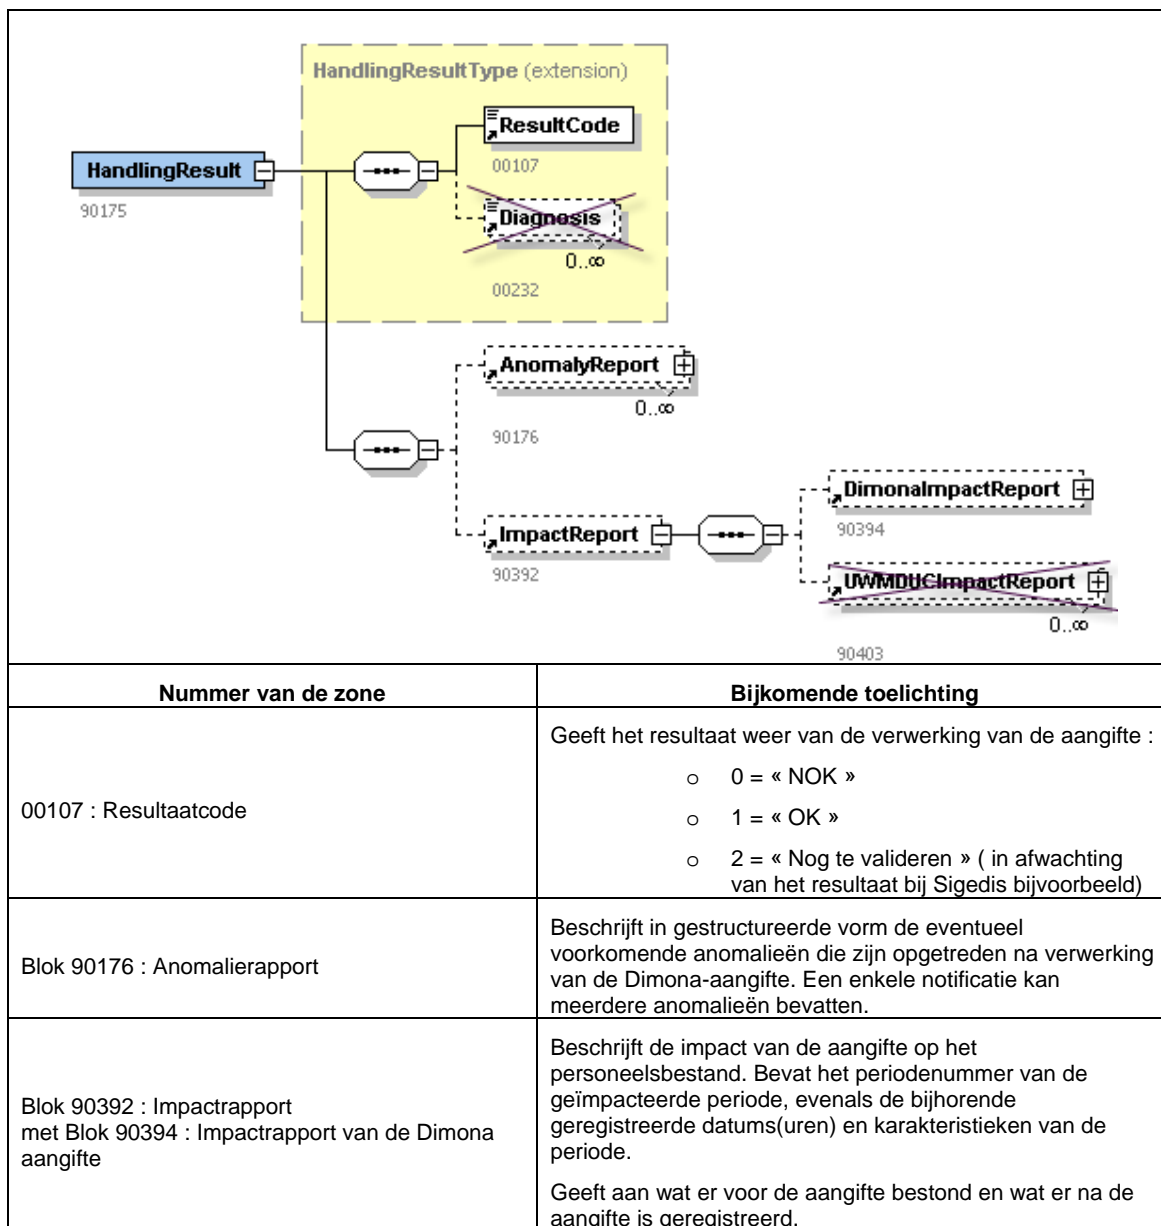 HandlingResultType (extension)
ResultCode
00107
HandlingResult
90175
Diagnosis
0..∞
00232
AnomalyReport
0..∞
90176
DimonaImpactReport
90394
ImpactReport
90392
UWMDUCImpactReport
0..∞
90403
Nummer van de zone
Bijkomende toelichting
00107 : Resultaatcode
Geeft het resultaat weer van de verwerking van de aangifte :
o 0 = « NOK »
o 1 = « OK »
o 2 = « Nog te valideren » ( in afwachting
van het resultaat bij Sigedis bijvoorbeeld)
Blok 90176 : Anomalierapport
Beschrijft in gestructureerde vorm de eventueel
voorkomende anomalieën die zijn opgetreden na verwerking
van de Dimona-aangifte. Een enkele notificatie kan
meerdere anomalieën bevatten.
Blok 90392 : Impactrapport
met Blok 90394 : Impactrapport van de Dimona
aangifte
Beschrijft de impact van de aangifte op het
personeelsbestand. Bevat het periodenummer van de
geïmpacteerde periode, evenals de bijhorende
geregistreerde datums(uren) en karakteristieken van de
periode.
Geeft aan wat er voor de aangifte bestond en wat er na de
aangifte is geregistreerd.